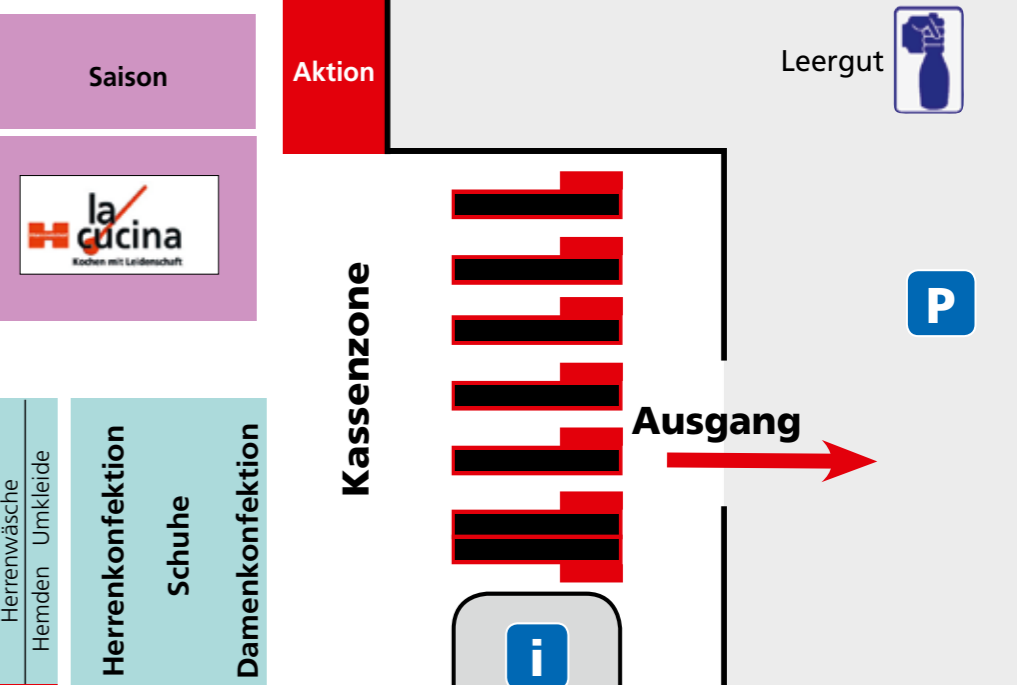 Saison
Aktion
Leergut
la
cucina
Kochen mit Leidenschaft
P
Kassenzone
Ausgang
Herrenwäsche
Hemden Umkleide
Herrenkonfektion
Schuhe
Damenkonfektion
i